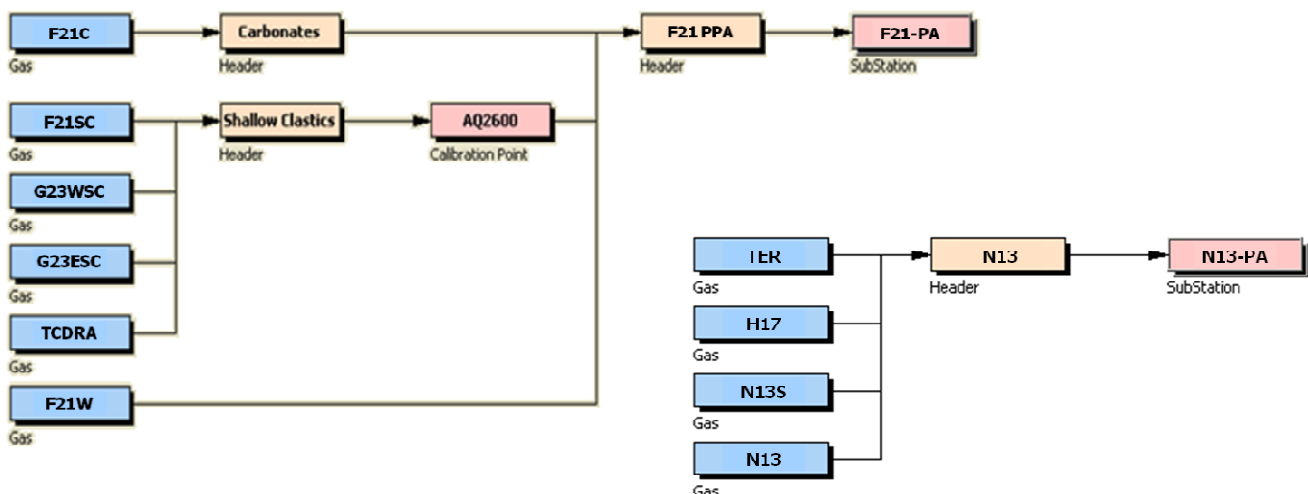 F21C
Gas
Carbonates
Header
F21 PPA
Header
F21-PA
SubStation
F21SC
Gas
Shallow Clastics
Header
AQ2600
Calibration Point
G23WSC
Gas
G23ESC
Gas
TCDRA
Gas
F21W
Gas
TER
Gas
N13
Header
N13-PA
SubStation
H17
Gas
N13S
Gas
N13
Gas